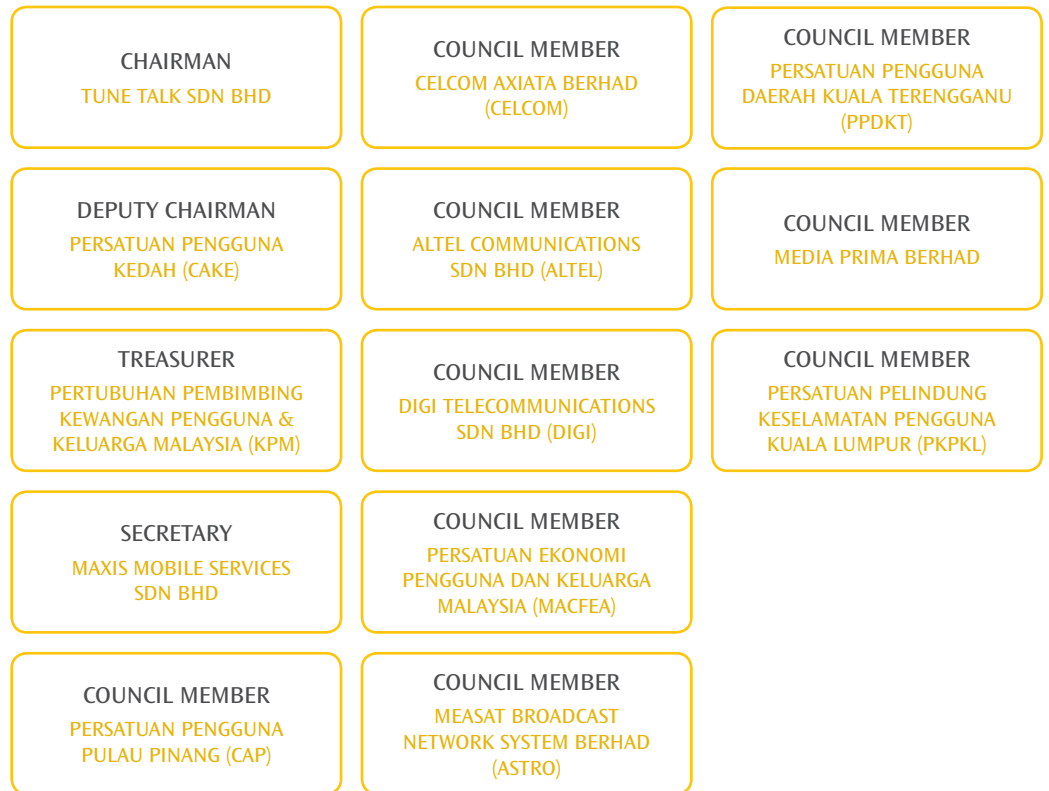 CHAIRMAN
TUNE TALK SDN BHD
DEPUTY CHAIRMAN
PERSATUAN PENGGUNA
KEDAH (CAKE)
TREASURER
PERTUBUHAN PEMBIMBING
KEWANGAN PENGGUNA &
KELUARGA MALAYSIA (KPM)
SECRETARY
MAXIS MOBILE SERVICES
SDN BHD
COUNCIL MEMBER
PERSATUAN PENGGUNA
PULAU PINANG (CAP)
COUNCIL MEMBER
CELCOM AXIATA BERHAD
(CELCOM)
COUNCIL MEMBER
ALTEL COMMUNICATIONS
SDN BHD (ALTEL)
COUNCIL MEMBER
DIGI TELECOMMUNICATIONS
SDN BHD (DIGI)
COUNCIL MEMBER
PERSATUAN EKONOMI
PENGGUNA DAN KELUARGA
MALAYSIA (MACFEA)
COUNCIL MEMBER
MEASAT BROADCAST
NETWORK SYSTEM BERHAD
(ASTRO)
COUNCIL MEMBER
PERSATUAN PENGGUNA
DAERAH KUALA TERENGGANU
(PPDKT)
COUNCIL MEMBER
MEDIA PRIMA BERHAD
COUNCIL MEMBER
PERSATUAN PELINDUNG
KESELAMATAN PENGGUNA
KUALA LUMPUR (PKPKL)